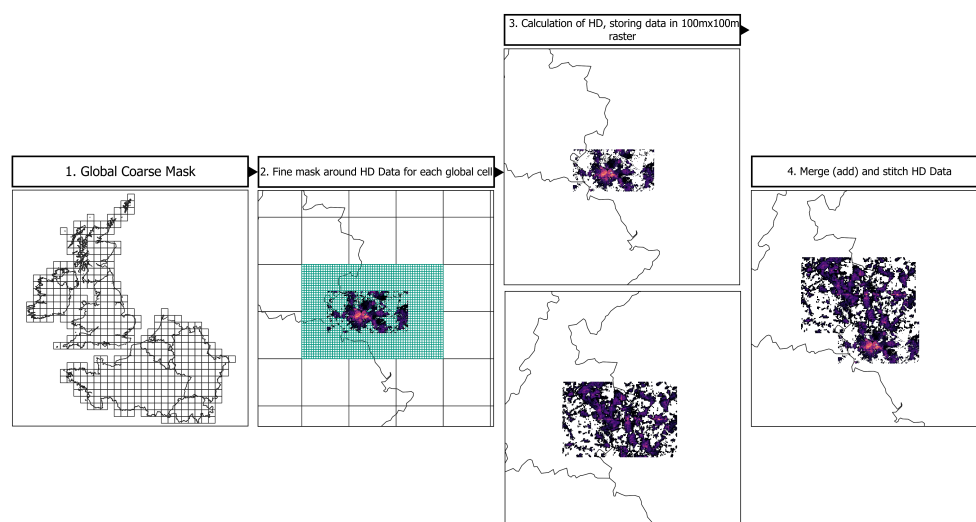 1. Global Coarse Mask
2. Fine mask around HD Data for each global cell
3. Calculation of HD, storing data in 100mx100m
raster
4. Merge (add) and stitch HD Data